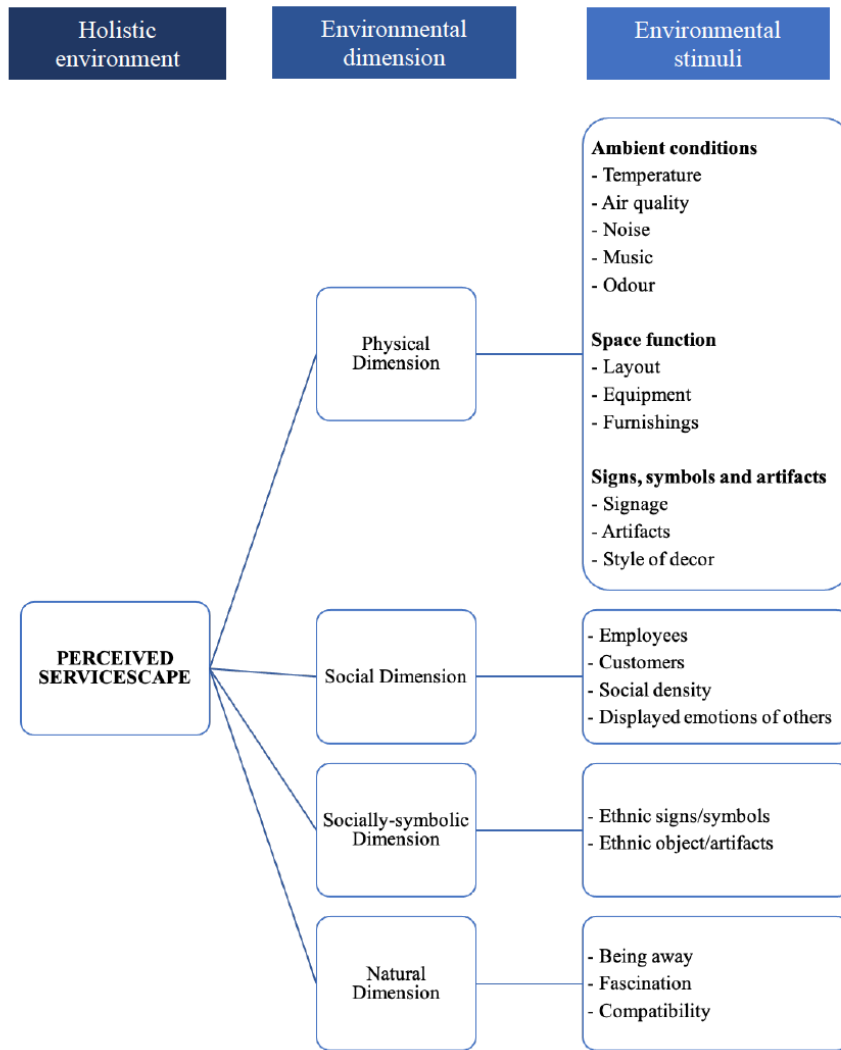 Holistic
environment
Environmental
dimension
Environmental
stimuli
Ambient conditions
- Temperature
- Air quality
- Noise
- Music
- Odour
Space function
- Layout
- Equipment
- Furnishings
Signs, symbols and artifacts
- Signage
- Artifacts
- Style of decor
Physical
Dimension
PERCEIVED
SERVICESCAPE
Social Dimension
- Employees
- Customers
- Social density
- Displayed emotions of others
Socially-symbolic
Dimension
- Ethnic signs/symbols
- Ethnic object/artifacts
Natural
Dimension
- Being away
- Fascination
- Compatibility